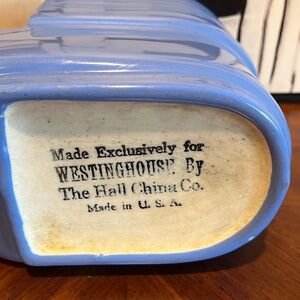 Made Exclusively for
WESTINGHOUSE By
The Hall China Co.
Made in U. S. A.